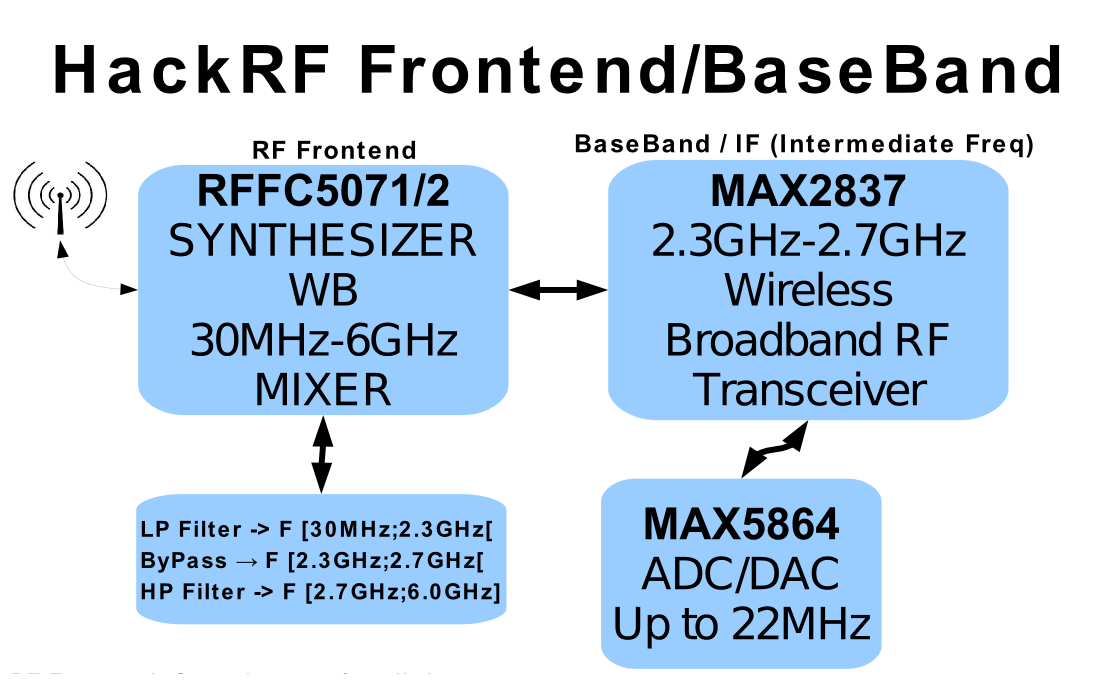 HackRF Frontend/BaseBand
RF Frontend
BaseBand / IF (Intermediate Freq)
RFFC5071/2
SYNTHESIZER
WB
30MHz-6GHz
MIXER
MAX2837
2.3GHz-2.7GHz
Wireless
Broadband RF
Transceiver
LP Filter -> F [30MHz;2.3GHz[
ByPass → F [2.3GHz;2.7GHz[
HP Filter -> F [2.7GHz;6.0GHz]
MAX5864
ADC/DAC
Up to 22MHz